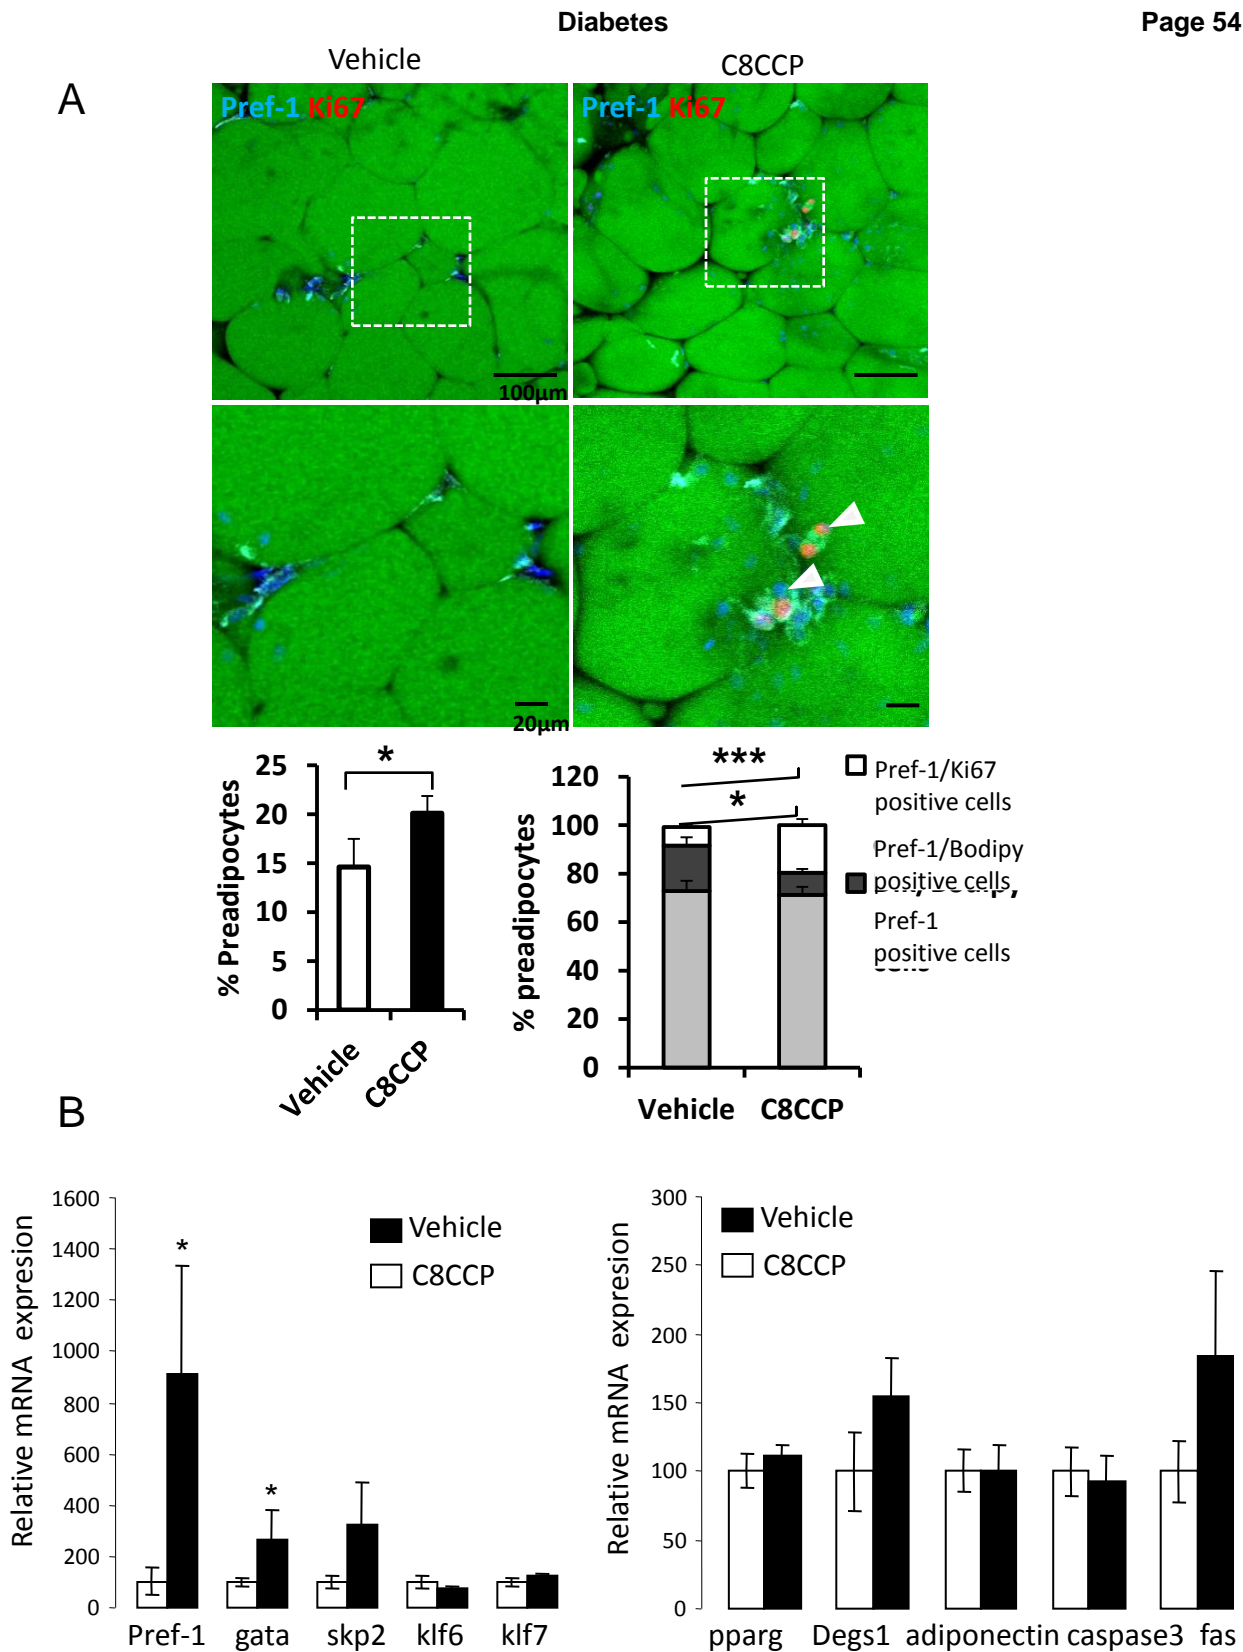 Diabetes Page 54
Vehicle C8CCP
A
Pref-1 Ki67 Pref-1 Ki67
100µm
20µm
% Preadipocytes
25
20
15
10
5
0
*
Vehicle
C8CCP
% preadipocytes
120
100
80
60
40
20
0
***
*
Vehicle C8CCP
Pref-1/Ki67
positive cells
Pref-1/Bodipy
positive cells
Pref-1
positive cells
B
Relative mRNA expresion
1600
1400
1200
1000
800
600
400
200
0
*
*
Vehicle
C8CCP
Pref-1 gata skp2 klf6 klf7
Relative mRNA expresion
300
250
200
150
100
50
0
Vehicle
C8CCP
pparg Degs1 adiponectin caspase3 fas